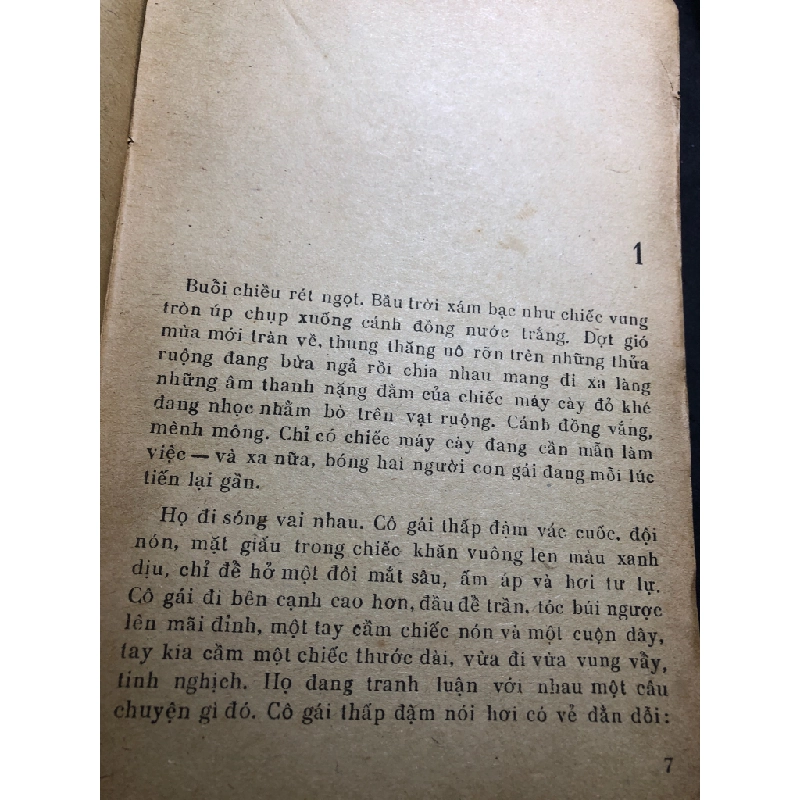 1
Buổi chiều rét ngọt. Bầu trời xám bạc như chiếc vung
tròn úp chụp xuống cánh đồng nước trắng. Đợt gió
mùa mới tràn về, thung thăng nô rỡn trên những thửa
ruộng đang bừa ngả rồi chia nhau mang đi xa làng
những âm thanh nặng đằm của chiếc máy cày đỏ khé
đang nhọc nhằm bò trên vạt ruộng. Cánh đồng vắng,
mênh mông. Chỉ có chiếc máy cày đang cần mẫn làm
việc — và xa nữa, bóng hai người con gái đang mỗi lúc
tiến lại gần.
Họ đi sóng vai nhau. Cô gái thấp đậm vác cuốc, đội
nón, mặt giấu trong chiếc khăn vuông len màu xanh
dịu, chỉ để hở một đôi mắt sâu, ấm áp và hơi tư lự.
Cô gái đi bên cạnh cao hơn, đầu để trần, tóc búi ngược
lên mãi đỉnh, một tay cầm chiếc nón và một cuộn dây,
tay kia cầm một chiếc thước dài, vừa đi vừa vung vẩy,
tinh nghịch. Họ đang tranh luận với nhau một câu
chuyện gì đó. Cô gái thấp đậm nói hơi có vẻ dằn dỗi:
7